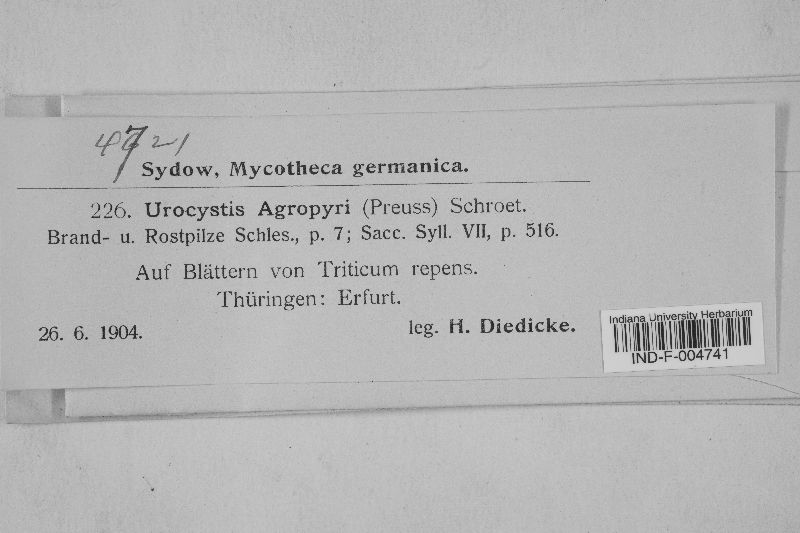 Sydow, Mycotheca germanica.
226. Urocystis Agropyri (Preuss) Schroet.
Brand- u. Rostpilze Schles., p. 7; Sacc. Syll. VII, p. 516.
Auf Blättern von Triticum repens.
Thüringen: Erfurt.
26. 6. 1904. leg. H. Diedicke.
Indiana University Herbarium
IND-F-004741